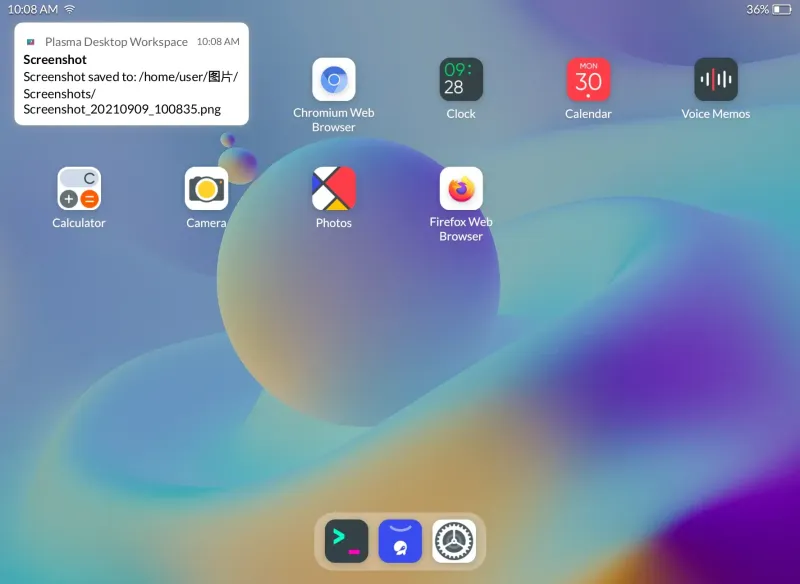 10:08 AM
36%
Plasma Desktop Workspace 10:08 AM
Screenshot
Screenshot saved to: /home/user/图片/
Screenshots/
Screenshot_20210909_100835.png
09:
28
MON
30
Chromium Web
Browser
Clock
Calendar
Voice Memos
C
+ =
Calculator
Camera
Photos
Firefox Web
Browser
>_